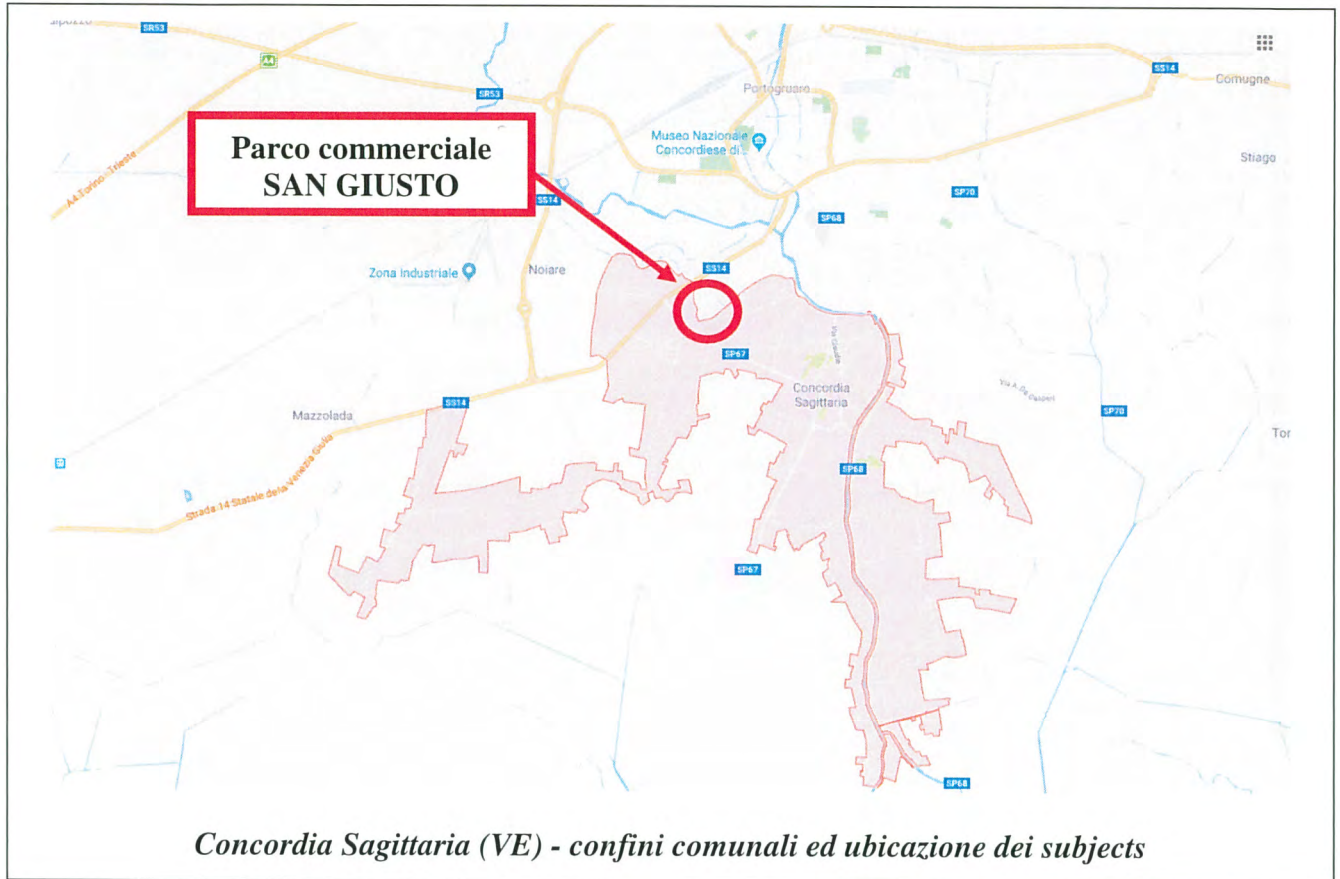 SR53
A4
SS14
Comugne
SR53
Portogruaro
Museo Nazionale
Concordiese di...
Stiago
Parco commerciale
SAN GIUSTO
A4 Torino - Trieste
SS14
SP70
SP68
Zona Industriale
Noiare
SS14
SP67
Via Claudia
Concordia
Sagittaria
SP70
Mazzolada
SS14
Tor
Strada 14 Statale della Venezia Giulia
SP68
SP67
SP68
Concordia Sagittaria (VE) - confini comunali ed ubicazione dei subjects